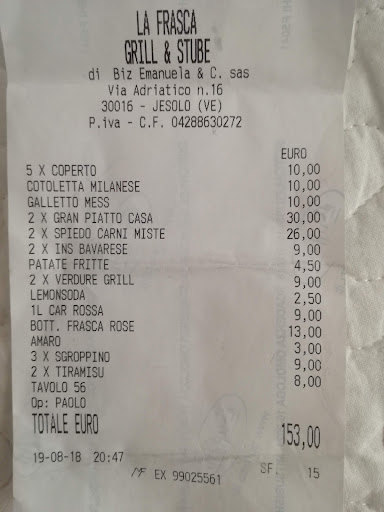 LA FRASCA
GRILL & STUBE
di Biz Emanuela & C. sas
Via Adriatico n.16
30016 - JESOLO (VE)
P.iva - C.F. 04288630272
EURO
5 X COPERTO 10,00
COTOLETTA MILANESE 10,00
GALLETTO MESS 10,00
2 X GRAN PIATTO CASA 30,00
2 X SPIEDO CARNI MISTE 26,00
2 X INS BAVARESE 9,00
PATATE FRITTE 4,50
2 X VERDURE GRILL 9,00
LEMONSODA 2,50
1L CAR ROSSA 9,00
BOTT. FRASCA ROSE 13,00
AMARO 3,00
3 X SGROPPINO 9,00
2 X TIRAMISU 8,00
TAVOLO 56
Op: PAOLO
TOTALE EURO 153,00
19-08-18 20:47 SF. 15
MF EX 99025561